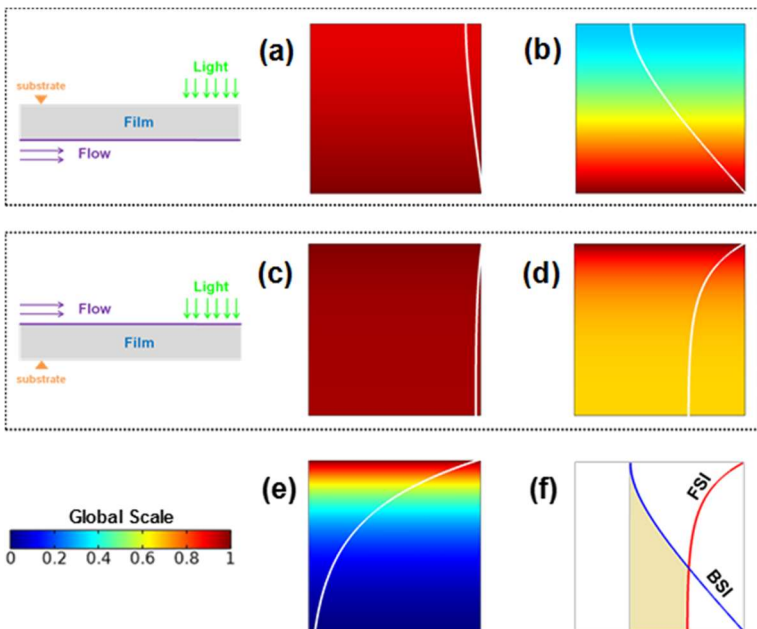 (a)
(b)
Light
substrate
Film
Flow
(c)
(d)
Light
Flow
Film
substrate
(e)
(f)
FSI
BSI
Global Scale
0 0.2 0.4 0.6 0.8 1